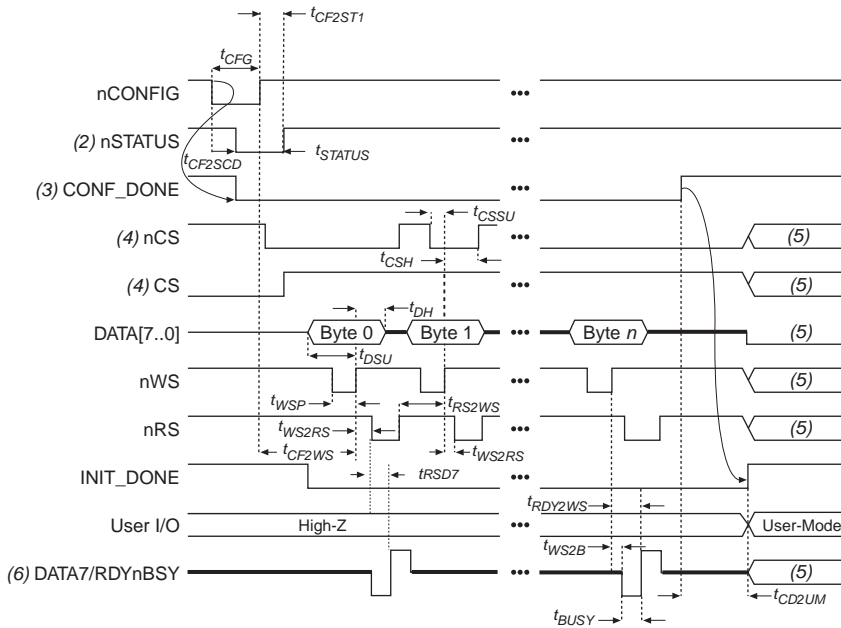 tCF2ST1
tCFG
nCONFIG
(2) nSTATUS
tSTATUS
tCF2SCD
(3) CONF_DONE
tCSSU
(4) nCS
(5)
tCSH
(4) CS
(5)
tDH
DATA[7..0]
Byte 0
Byte 1
Byte n
(5)
tDSU
nWS
(5)
tWSP
tRS2WS
nRS
tWS2RS
(5)
tCF2WS
tWS2RS
INIT_DONE
tRSD7
tRDY2WS
User I/O
High-Z
User-Mode
tWS2B
(6) DATA7/RDYnBSY
(5)
tCD2UM
tBUSY